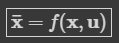 x̄ = f(x, u)